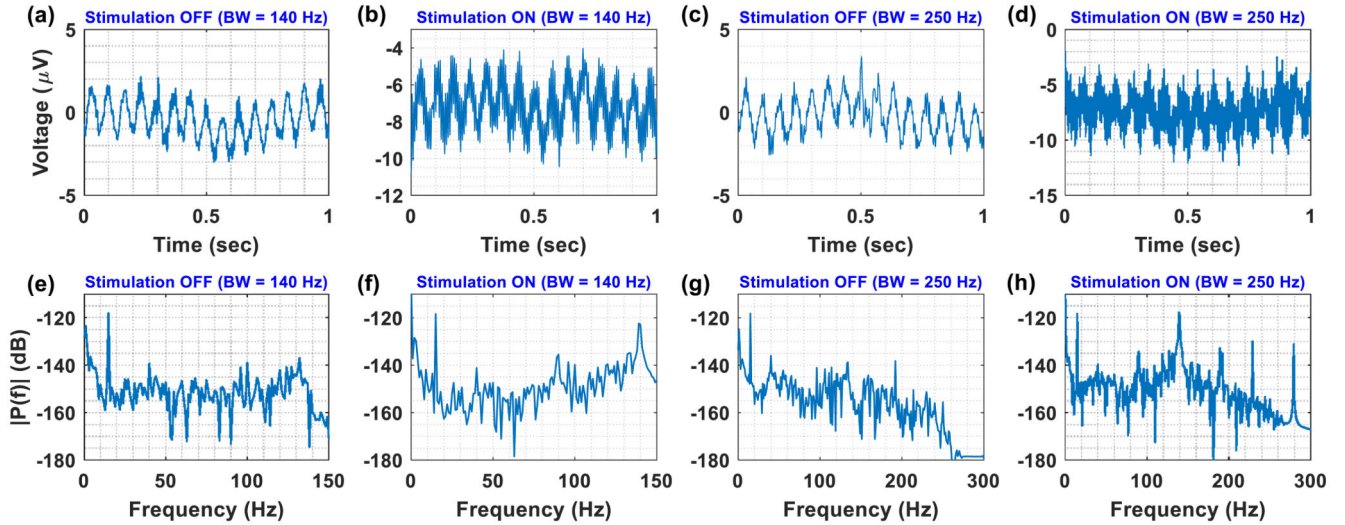 (a) Stimulation OFF (BW = 140 Hz)
(b) Stimulation ON (BW = 140 Hz)
(c) Stimulation OFF (BW = 250 Hz)
(d) Stimulation ON (BW = 250 Hz)
Voltage ( μV)
5
0
-5
0 0.5 1
Time (sec)
-4
-6
-8
-10
-12
0 0.5 1
Time (sec)
5
0
-5
0 0.5 1
Time (sec)
0
-5
-10
-15
0 0.5 1
Time (sec)
(e) Stimulation OFF (BW = 140 Hz)
(f) Stimulation ON (BW = 140 Hz)
(g) Stimulation OFF (BW = 250 Hz)
(h) Stimulation ON (BW = 250 Hz)
|P(f)| (dB)
-120
-140
-160
-180
0 50 100 150
Frequency (Hz)
-120
-140
-160
-180
0 50 100 150
Frequency (Hz)
-120
-140
-160
-180
0 100 200 300
Frequency (Hz)
-120
-140
-160
-180
0 100 200 300
Frequency (Hz)